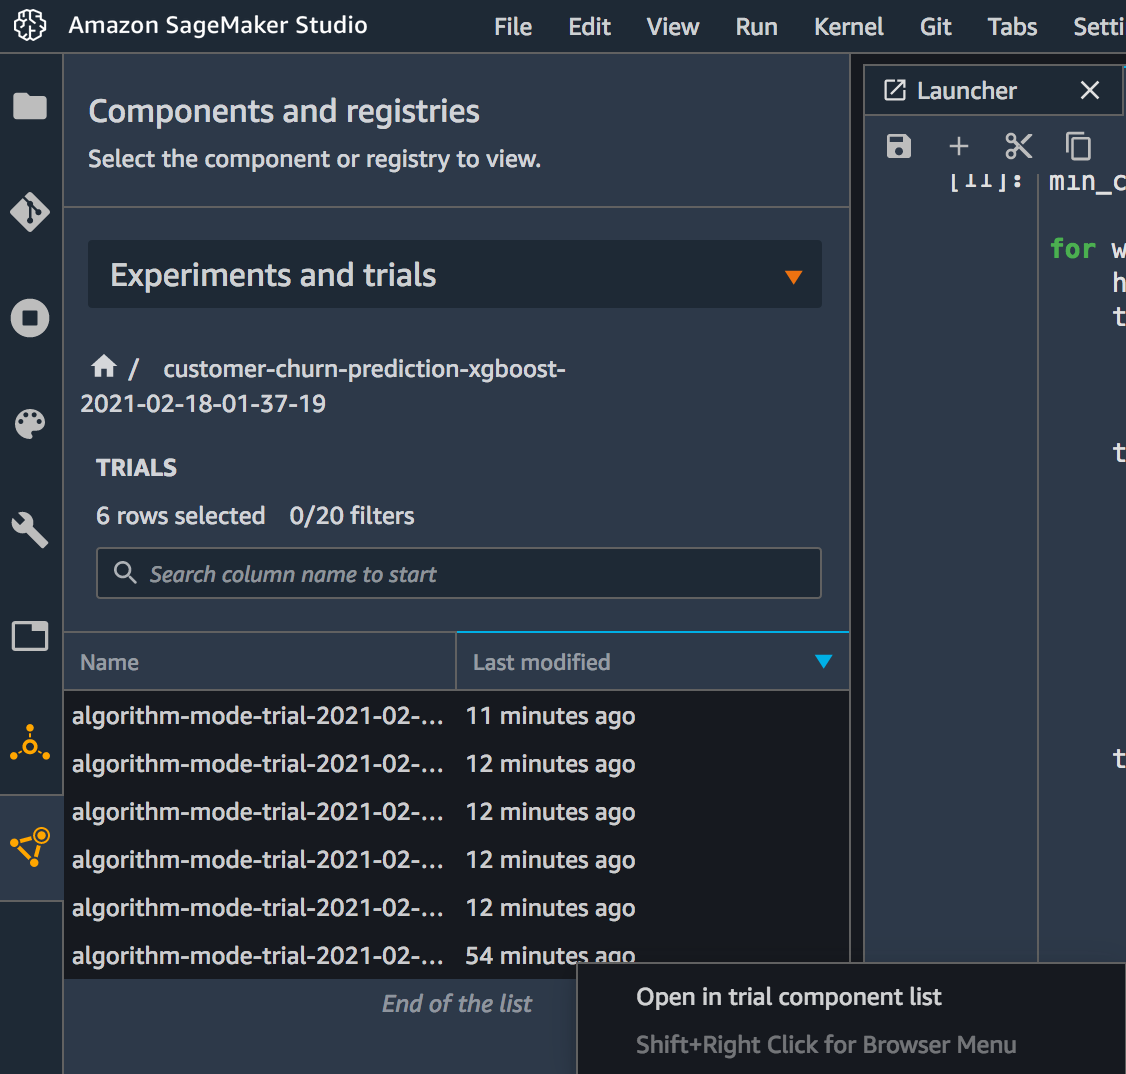 Amazon SageMaker Studio File Edit View Run Kernel Git Tabs Setti
Components and registries
Select the component or registry to view.
Experiments and trials
/ customer-churn-prediction-xgboost-
2021-02-18-01-37-19
TRIALS
6 rows selected 0/20 filters
Search column name to start
Name Last modified
algorithm-mode-trial-2021-02-... 11 minutes ago
algorithm-mode-trial-2021-02-... 12 minutes ago
algorithm-mode-trial-2021-02-... 12 minutes ago
algorithm-mode-trial-2021-02-... 12 minutes ago
algorithm-mode-trial-2021-02-... 12 minutes ago
algorithm-mode-trial-2021-02-... 54 minutes ago
End of the list
Open in trial component list
Shift+Right Click for Browser Menu
Launcher
[11]: min_c
for w
h
t
t
t